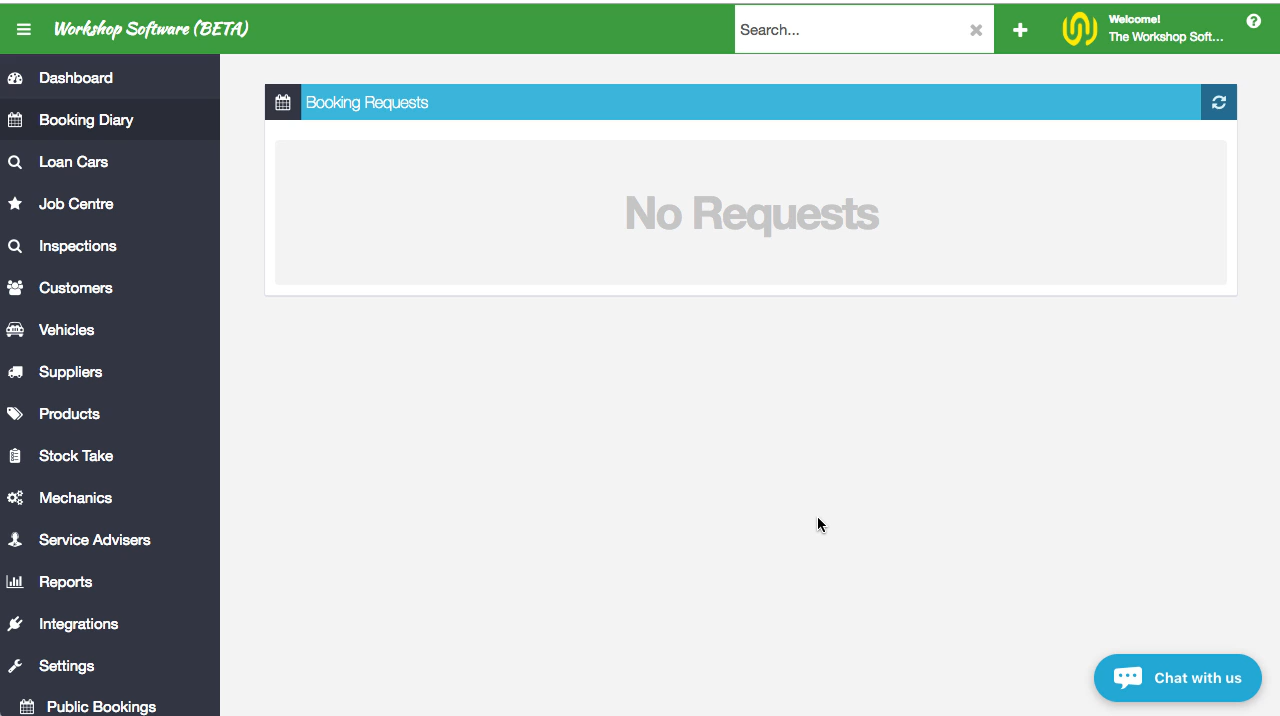 Workshop Software (BETA)
Search...
Welcome!
The Workshop Soft...
Dashboard
Booking Diary
Loan Cars
Job Centre
Inspections
Customers
Vehicles
Suppliers
Products
Stock Take
Mechanics
Service Advisers
Reports
Integrations
Settings
Public Bookings
Booking Requests
No Requests
Chat with us